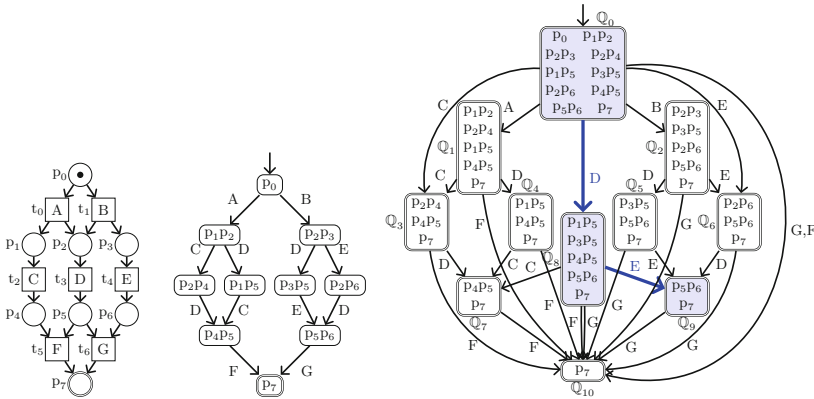 p0
t0 A t1 B
p1 p2 p3
t2 C t3 D t4 E
p4 p5 p6
t5 F t6 G
p7
p0
A B
p1p2 p2p3
C D D E
p2p4 p1p5 p3p5 p2p6
D C E D
p4p5 p5p6
F G
p7
ℚ0
p0 p1p2
p2p3 p2p4
p1p5 p3p5
p2p6 p4p5
p5p6 p7
C A B E
ℚ1
p1p2
p2p4
p1p5
p4p5
p7
ℚ2
p2p3
p3p5
p2p6
p5p6
p7
C D D D E
ℚ3
p2p4
p4p5
p7
ℚ4
p1p5
p4p5
p7
ℚ5
p3p5
p5p6
p7
ℚ6
p2p6
p5p6
p7
F G G,F
ℚ8
p1p5
p3p5
p4p5
p5p6
p7
D C C E E D
p4p5
p7
ℚ7
p5p6
p7
ℚ9
F F F G G G G
p7
ℚ10